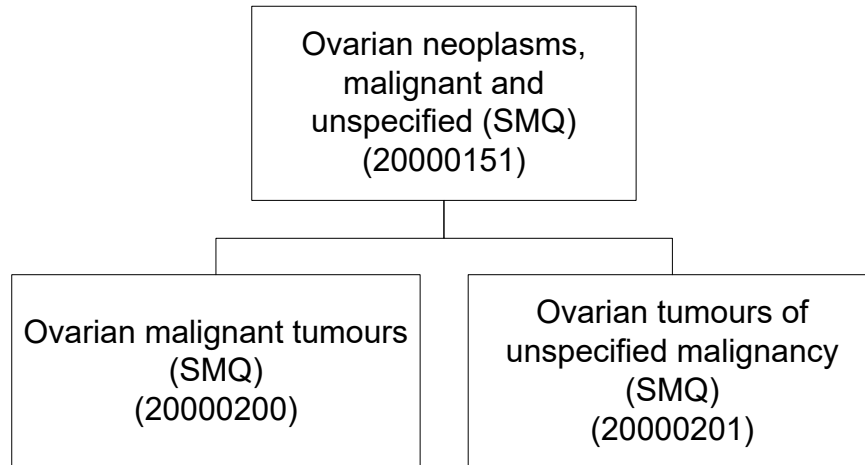 Ovarian neoplasms,
malignant and
unspecified (SMQ)
(20000151)
Ovarian malignant tumours
(SMQ)
(20000200)
Ovarian tumours of
unspecified malignancy
(SMQ)
(20000201)